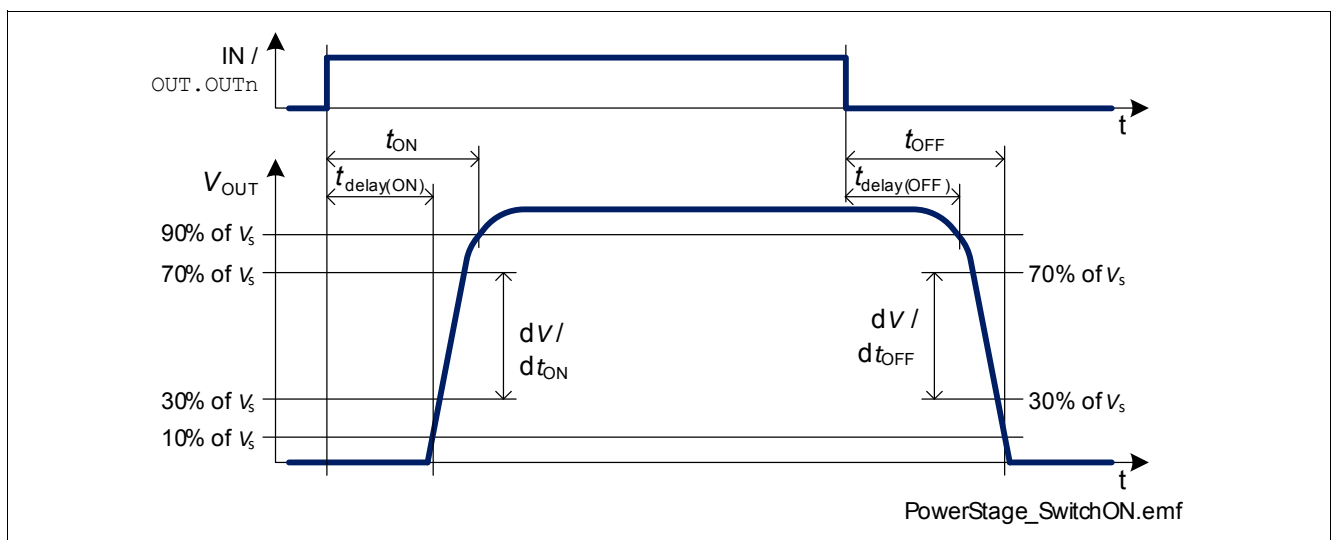 IN /
OUT.OUTn
t
tON
tOFF
VOUT
tdelay(ON)
tdelay(OFF)
90% of Vs
70% of Vs
70% of Vs
dV /
dtON
dV /
dtOFF
30% of Vs
30% of Vs
10% of Vs
t
PowerStage_SwitchON.emf